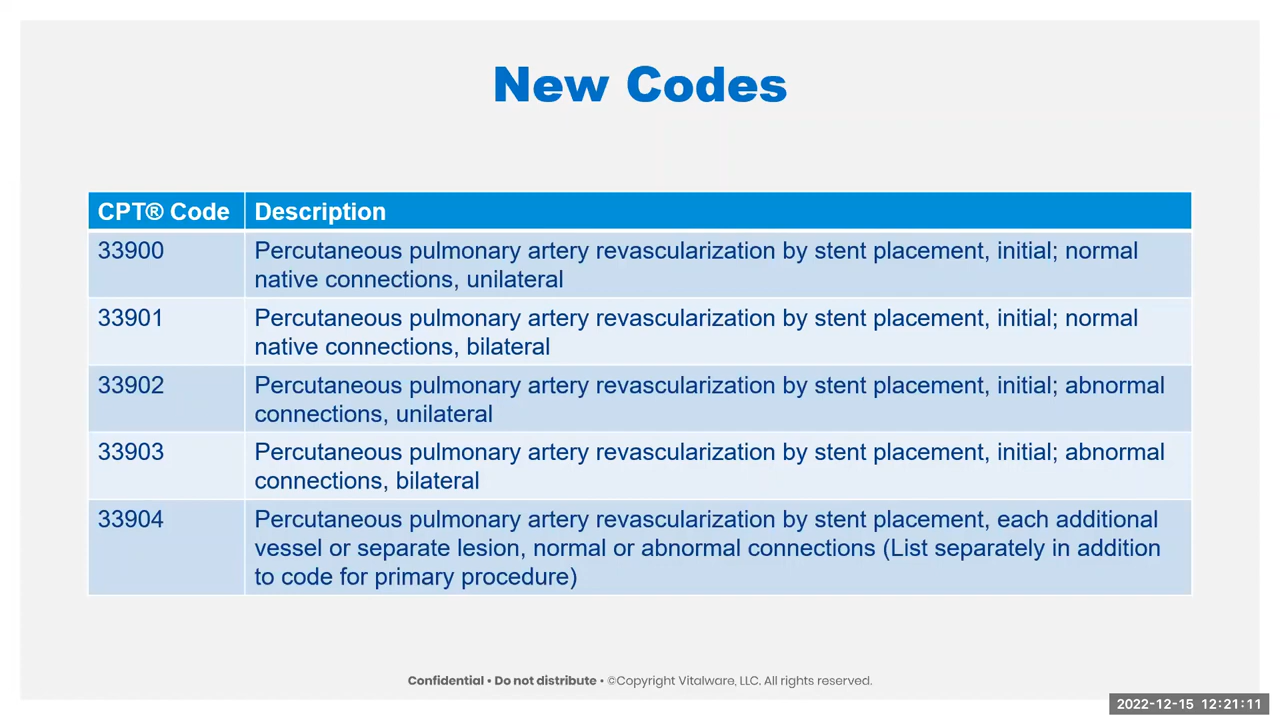 New Codes
CPT® Code Description
33900 Percutaneous pulmonary artery revascularization by stent placement, initial; normal
native connections, unilateral
33901 Percutaneous pulmonary artery revascularization by stent placement, initial; normal
native connections, bilateral
33902 Percutaneous pulmonary artery revascularization by stent placement, initial; abnormal
connections, unilateral
33903 Percutaneous pulmonary artery revascularization by stent placement, initial; abnormal
connections, bilateral
33904 Percutaneous pulmonary artery revascularization by stent placement, each additional
vessel or separate lesion, normal or abnormal connections (List separately in addition
to code for primary procedure)
Confidential • Do not distribute • ©Copyright Vitalware, LLC. All rights reserved.
2022-12-15 12:21:11